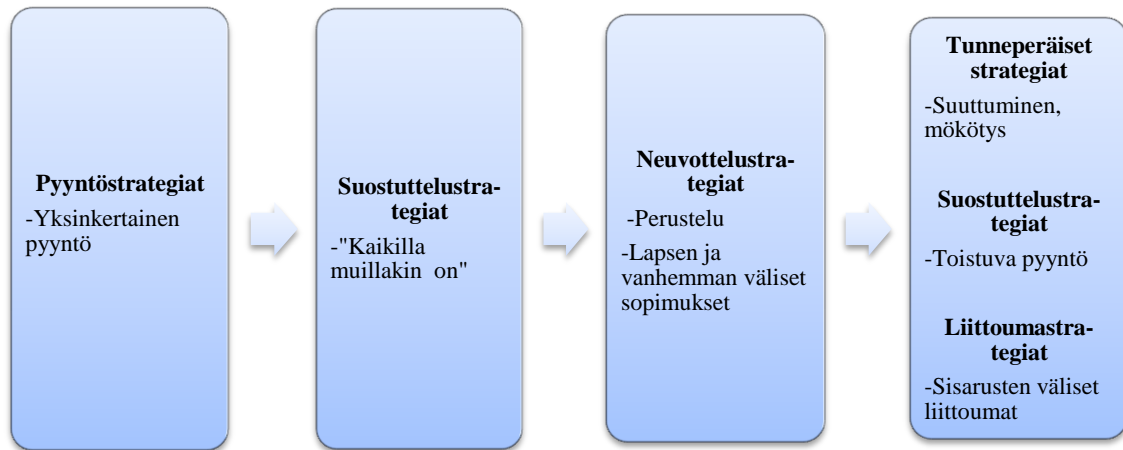 Pyyntöstrategiat
-Yksinkertainen
pyyntö
Suostuttelustra-
tegiat
-"Kaikilla
muillakin on"
Neuvottelustra-
tegiat
-Perustelu
-Lapsen ja
vanhemman väliset
sopimukset
Tunneperäiset
strategiat
-Suuttuminen,
mökötys
Suostuttelustra-
tegiat
-Toistuva pyyntö
Liittoumastra-
tegiat
-Sisarusten väliset
liittoumat